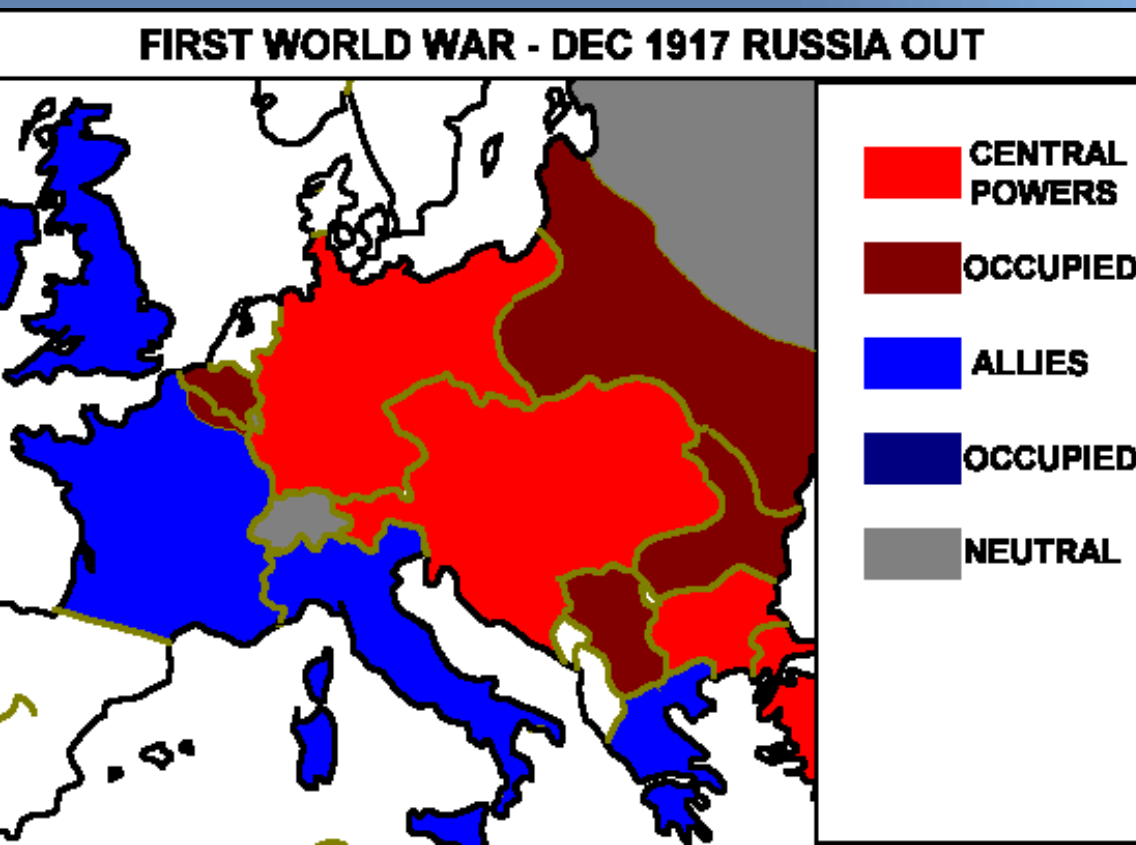 FIRST WORLD WAR - DEC 1917 RUSSIA OUT
CENTRAL
POWERS
OCCUPIED
ALLIES
OCCUPIED
NEUTRAL